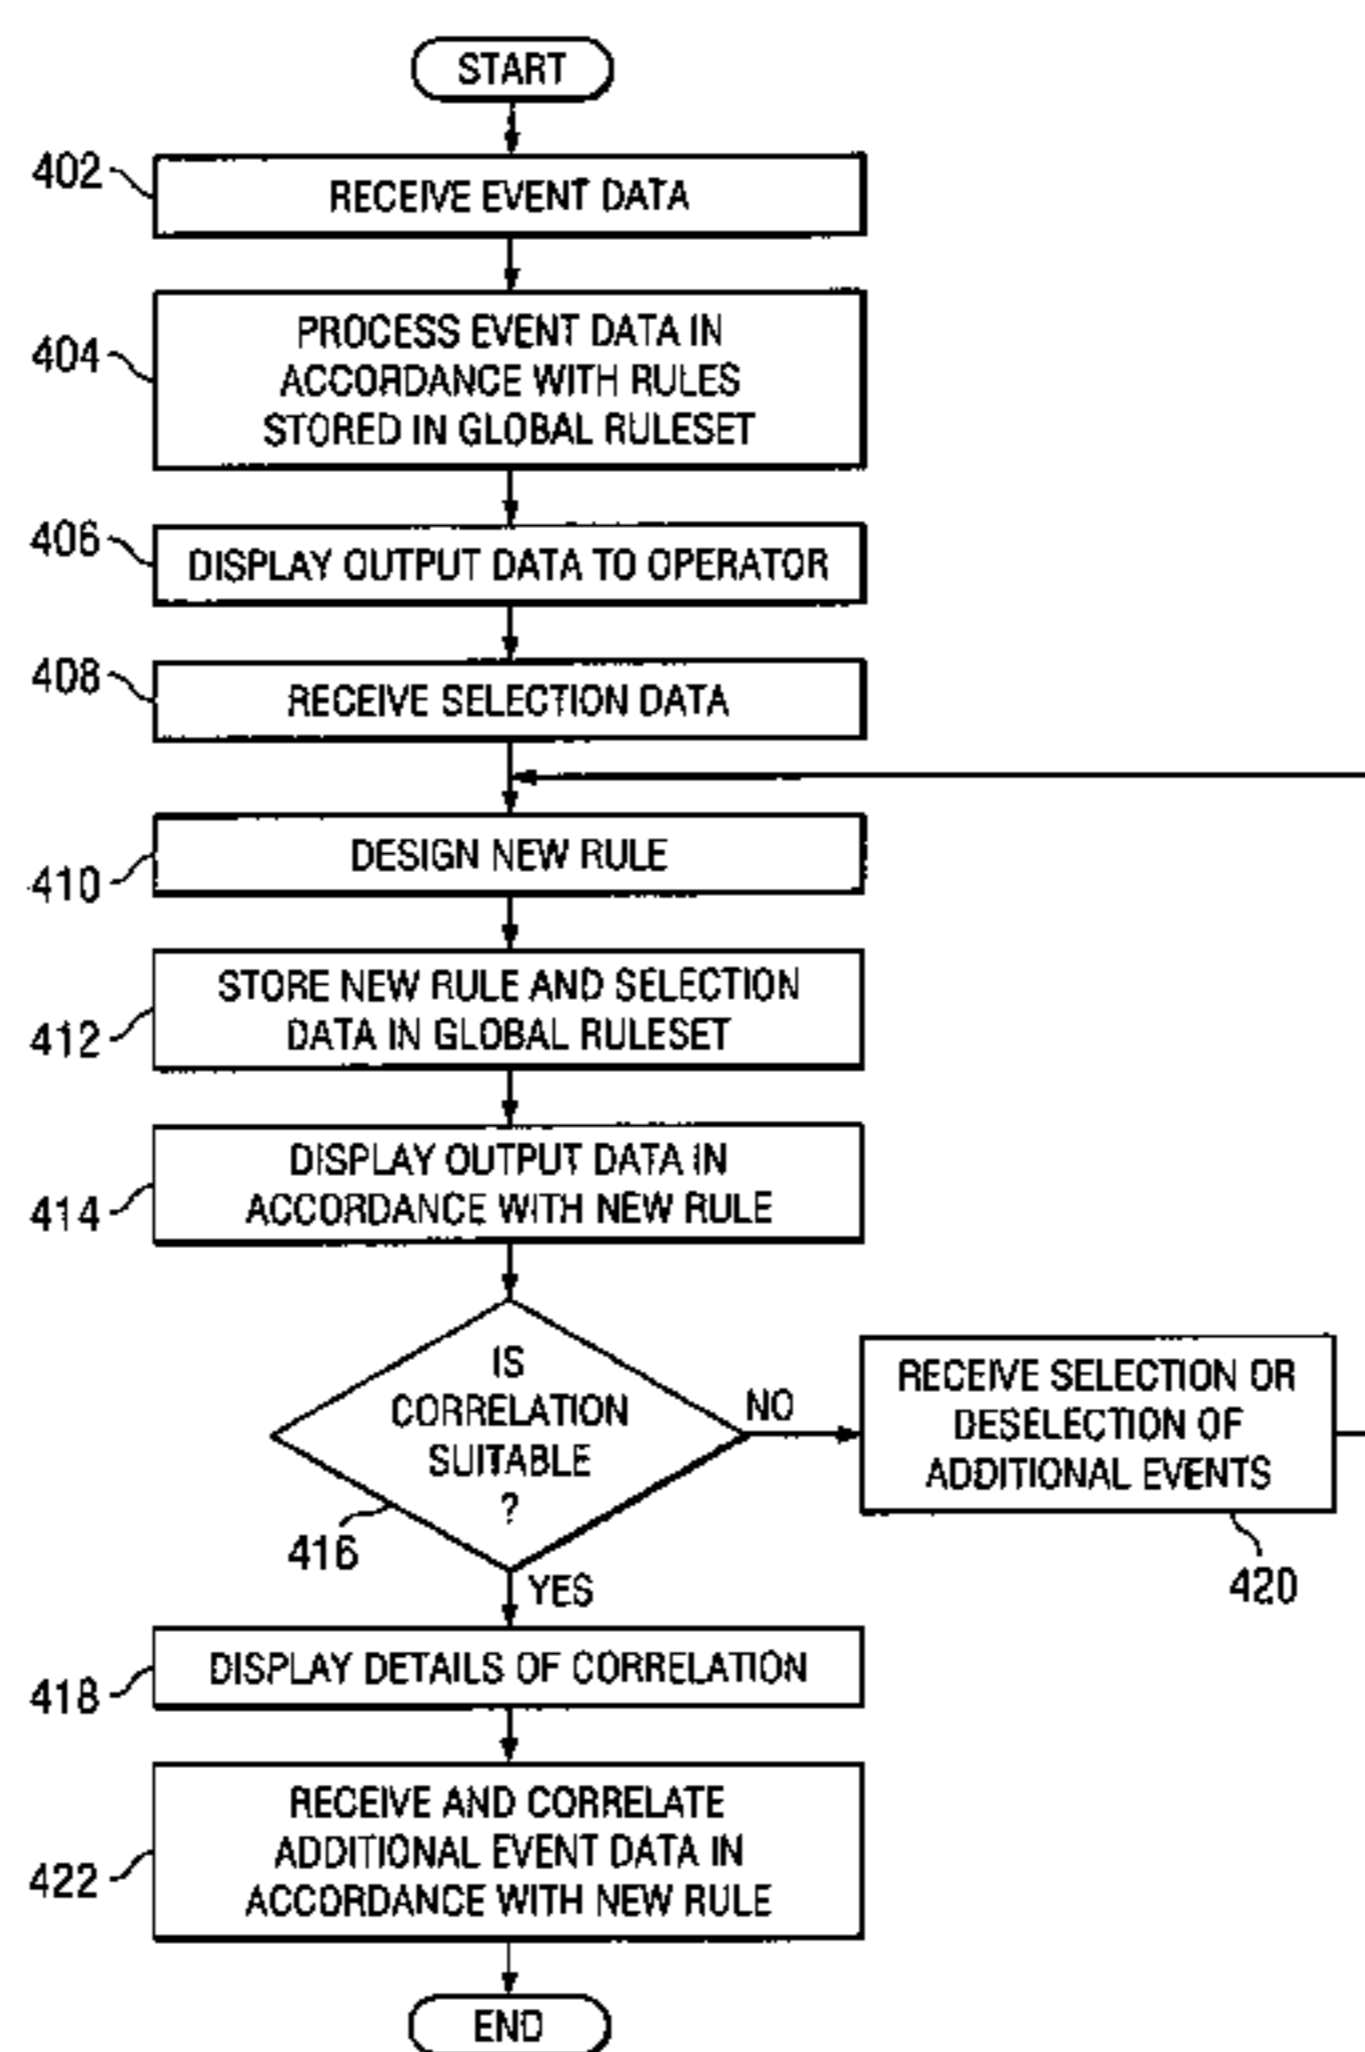 START
402
RECEIVE EVENT DATA
404
PROCESS EVENT DATA IN
ACCORDANCE WITH RULES
STORED IN GLOBAL RULESET
406
DISPLAY OUTPUT DATA TO OPERATOR
408
RECEIVE SELECTION DATA
410
DESIGN NEW RULE
412
STORE NEW RULE AND SELECTION
DATA IN GLOBAL RULESET
414
DISPLAY OUTPUT DATA IN
ACCORDANCE WITH NEW RULE
IS
CORRELATION
SUITABLE
?
416
NO
RECEIVE SELECTION OR
DESELECTION OF
ADDITIONAL EVENTS
420
YES
418
DISPLAY DETAILS OF CORRELATION
422
RECEIVE AND CORRELATE
ADDITIONAL EVENT DATA IN
ACCORDANCE WITH NEW RULE
END